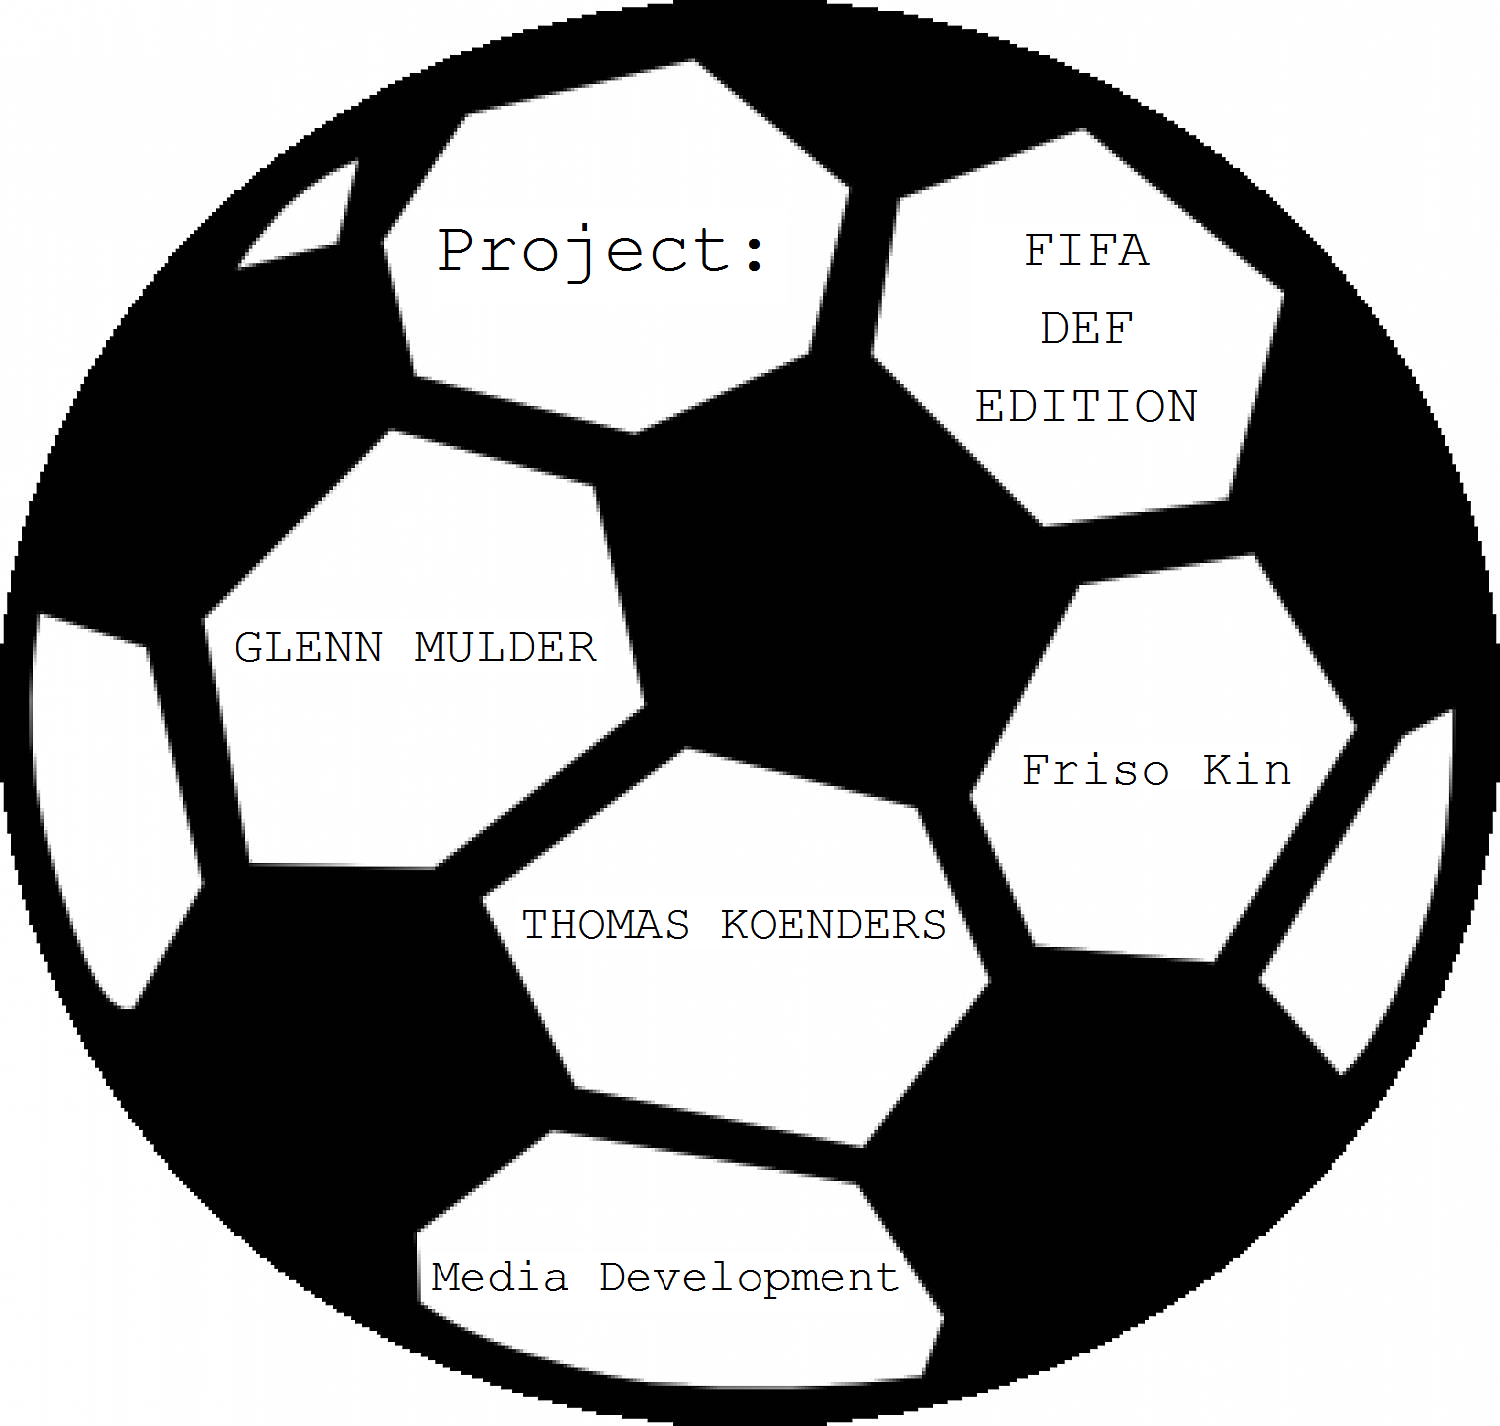 Project:
FIFA
DEF
EDITION
GLENN MULDER
Friso Kin
THOMAS KOENDERS
Media Development